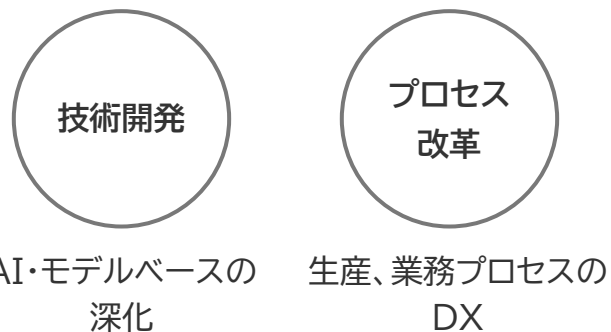 技術開発
プロセス
改革
AI・モデルベースの
深化
生産、業務プロセスの
DX